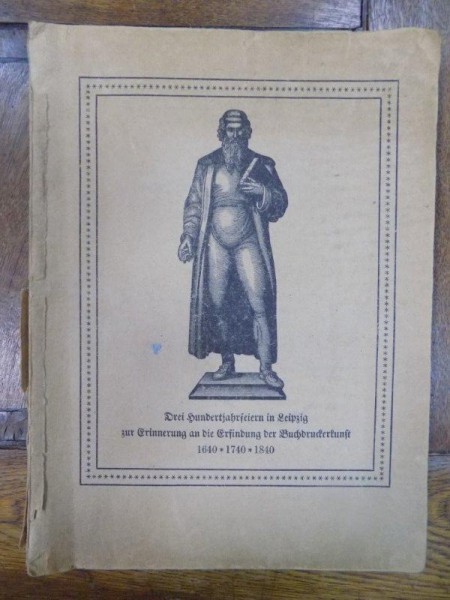 Drei Hundertjahrfeiern in Leipzig
zur Erinnerung an die Erfindung der Buchdruckerkunst
1640 * 1740 * 1840